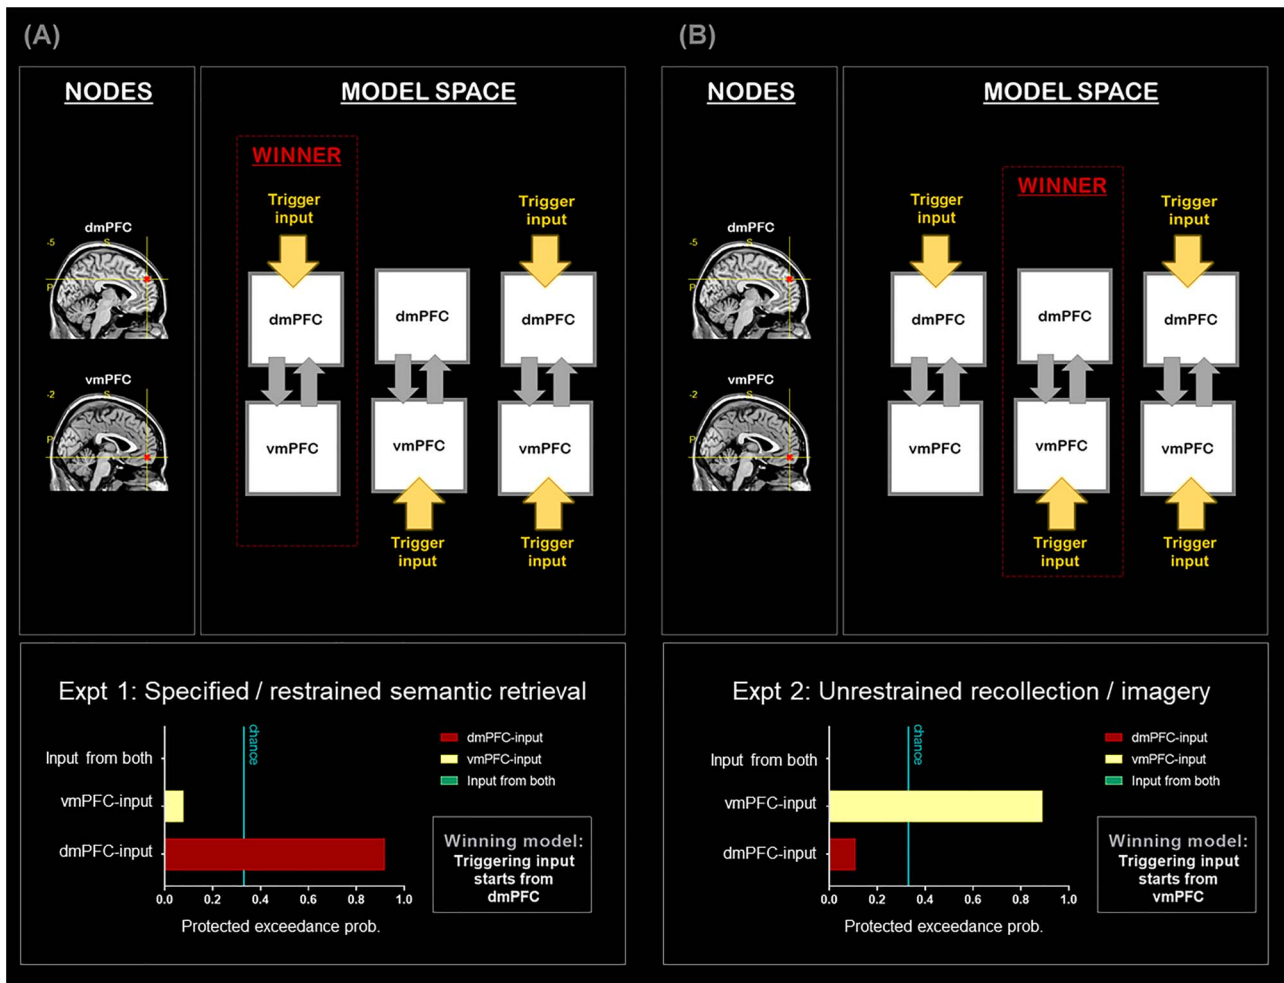 (A)
NODES
MODEL SPACE
WINNER
Trigger
input
Trigger
input
dmPFC
-5
S
P
dmPFC
dmPFC
dmPFC
vmPFC
-2
S
P
vmPFC
vmPFC
vmPFC
Trigger
input
Trigger
input
Expt 1: Specified / restrained semantic retrieval
chance
Input from both
vmPFC-input
dmPFC-input
0.0 0.2 0.4 0.6 0.8 1.0
Protected exceedance prob.
dmPFC-input
vmPFC-input
Input from both
Winning model:
Triggering input
starts from
dmPFC
(B)
NODES
MODEL SPACE
Trigger
input
WINNER
Trigger
input
dmPFC
-5
S
P
dmPFC
dmPFC
dmPFC
vmPFC
-2
S
P
vmPFC
vmPFC
vmPFC
Trigger
input
Trigger
input
Expt 2: Unrestrained recollection / imagery
chance
Input from both
vmPFC-input
dmPFC-input
0.0 0.2 0.4 0.6 0.8 1.0
Protected exceedance prob.
dmPFC-input
vmPFC-input
Input from both
Winning model:
Triggering input
starts from
vmPFC